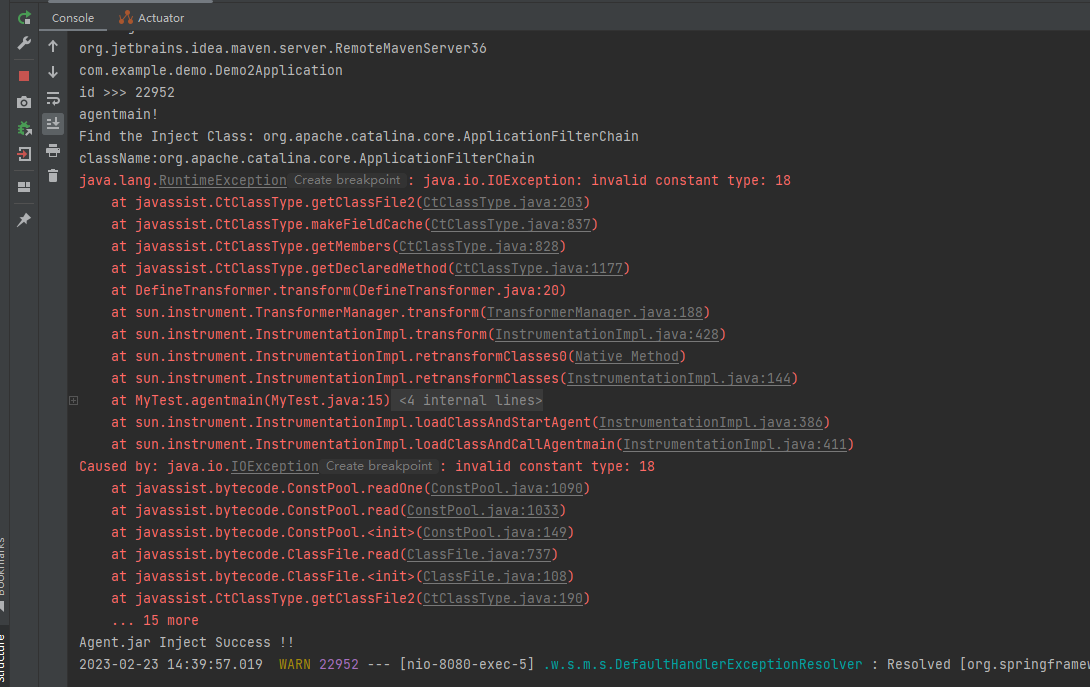 Console
Actuator
org.jetbrains.idea.maven.server.RemoteMavenServer36
com.example.demo.Demo2Application
id >>> 22952
agentmain!
Find the Inject Class: org.apache.catalina.core.ApplicationFilterChain
className:org.apache.catalina.core.ApplicationFilterChain
java.lang.RuntimeException Create breakpoint : java.io.IOException: invalid constant type: 18
at javassist.CtClassType.getClassFile2(CtClassType.java:203)
at javassist.CtClassType.makeFieldCache(CtClassType.java:837)
at javassist.CtClassType.getMembers(CtClassType.java:828)
at javassist.CtClassType.getDeclaredMethod(CtClassType.java:1177)
at DefineTransformer.transform(DefineTransformer.java:20)
at sun.instrument.TransformerManager.transform(TransformerManager.java:188)
at sun.instrument.InstrumentationImpl.transform(InstrumentationImpl.java:428)
at sun.instrument.InstrumentationImpl.retransformClasses0(Native Method)
at sun.instrument.InstrumentationImpl.retransformClasses(InstrumentationImpl.java:144)
at MyTest.agentmain(MyTest.java:15) <4 internal lines>
at sun.instrument.InstrumentationImpl.loadClassAndStartAgent(InstrumentationImpl.java:386)
at sun.instrument.InstrumentationImpl.loadClassAndCallAgentmain(InstrumentationImpl.java:411)
Caused by: java.io.IOException Create breakpoint : invalid constant type: 18
at javassist.bytecode.ConstPool.readOne(ConstPool.java:1090)
at javassist.bytecode.ConstPool.read(ConstPool.java:1033)
at javassist.bytecode.ConstPool.<init>(ConstPool.java:149)
at javassist.bytecode.ClassFile.read(ClassFile.java:737)
at javassist.bytecode.ClassFile.<init>(ClassFile.java:108)
at javassist.CtClassType.getClassFile2(CtClassType.java:190)
... 15 more
Agent.jar Inject Success !!
2023-02-23 14:39:57.019 WARN 22952 --- [nio-8080-exec-5] .w.s.m.s.DefaultHandlerExceptionResolver : Resolved [org.springframew